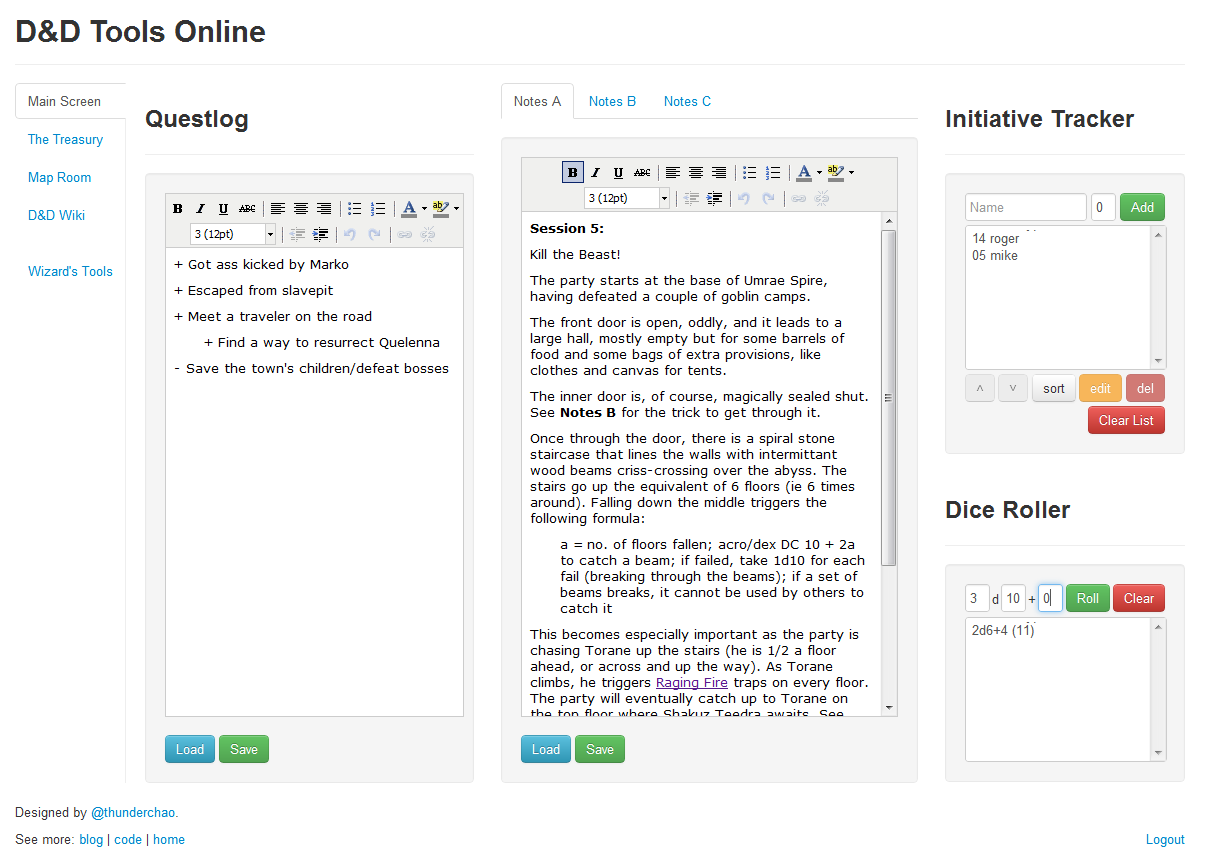 D&D Tools Online
Main Screen
The Treasury
Map Room
D&D Wiki
Wizard's Tools
Questlog
B I U ABC
A ab
3 (12pt)
+ Got ass kicked by Marko
+ Escaped from slavepit
+ Meet a traveler on the road
+ Find a way to resurrect Quelenna
- Save the town's children/defeat bosses
Load Save
Notes A Notes B Notes C
B I U ABC
A ab
3 (12pt)
Session 5:
Kill the Beast!
The party starts at the base of Umrae Spire,
having defeated a couple of goblin camps.
The front door is open, oddly, and it leads to a
large hall, mostly empty but for some barrels of
food and some bags of extra provisions, like
clothes and canvas for tents.
The inner door is, of course, magically sealed shut.
See Notes B for the trick to get through it.
Once through the door, there is a spiral stone
staircase that lines the walls with intermittant
wood beams criss-crossing over the abyss. The
stairs go up the equivalent of 6 floors (ie 6 times
around). Falling down the middle triggers the
following formula:
a = no. of floors fallen; acro/dex DC 10 + 2a
to catch a beam; if failed, take 1d10 for each
fail (breaking through the beams); if a set of
beams breaks, it cannot be used by others to
catch it
This becomes especially important as the party is
chasing Torane up the stairs (he is 1/2 a floor
ahead, or across and up the way). As Torane
climbs, he triggers Raging Fire traps on every floor.
The party will eventually catch up to Torane on
the top floor where Shakuz Teedra awaits. See
Load Save
Initiative Tracker
Name 0 Add
14 roger
05 mike
^ v sort edit del
Clear List
Dice Roller
3 d 10 + 0 Roll Clear
2d6+4 (11)
Designed by @thunderchao.
See more: blog | code | home
Logout